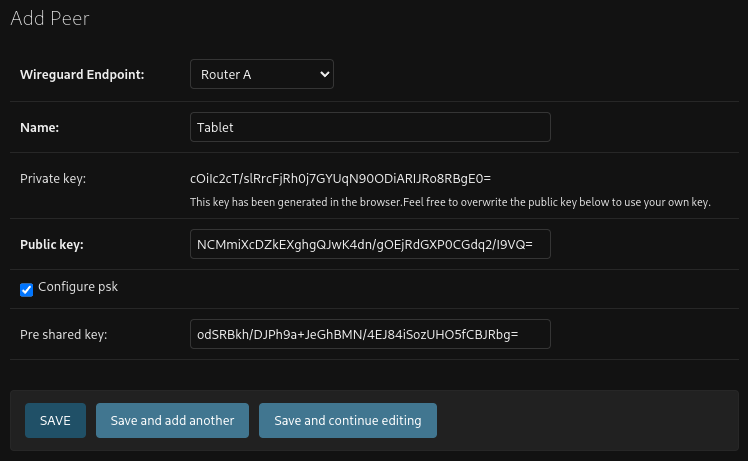 Add Peer
Wireguard Endpoint: Router A
Name: Tablet
Private key: cOiIc2cT/slRrcFjRh0j7GYUqN90ODiARIJRo8RBgE0=
This key has been generated in the browser.Feel free to overwrite the public key below to use your own key.
Public key: NCMmiXcDZkEXghgQJwK4dn/gOEjRdGXP0CGdq2/I9VQ=
Configure psk
Pre shared key: odSRBkh/DJPh9a+JeGhBMN/4EJ84iSozUHO5fCBJRbg=
SAVE Save and add another Save and continue editing